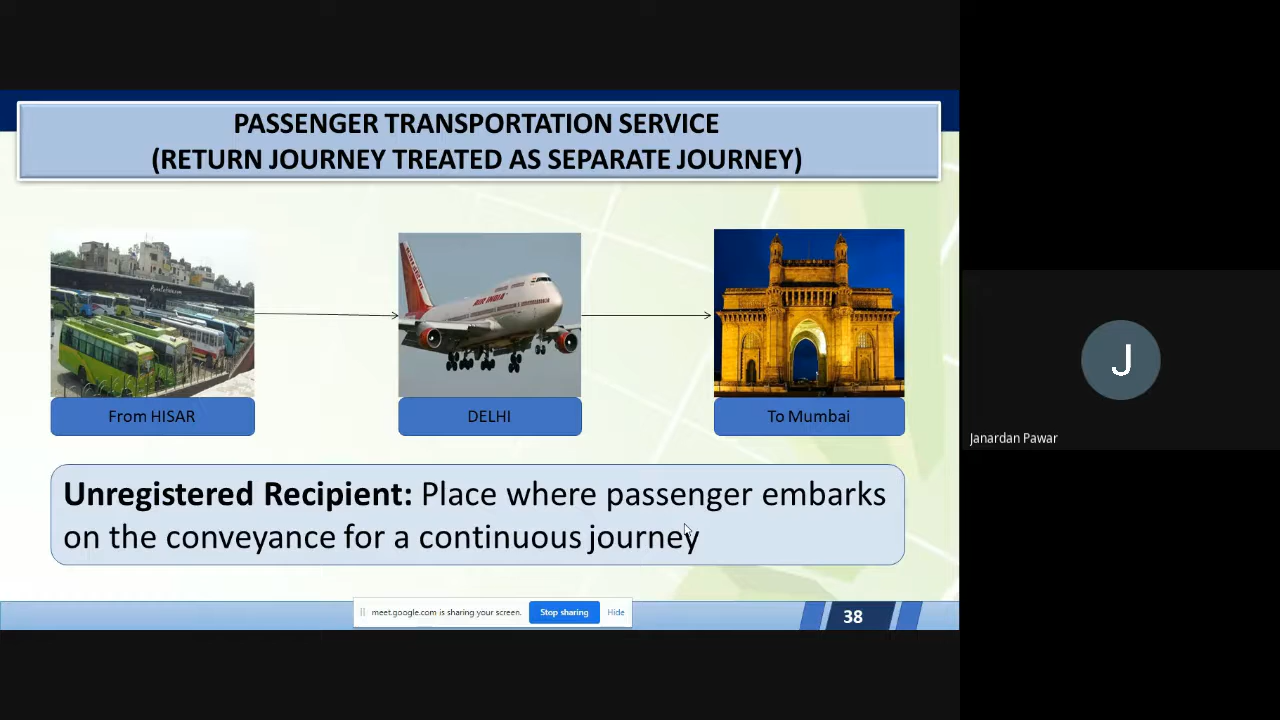 PASSENGER TRANSPORTATION SERVICE
(RETURN JOURNEY TREATED AS SEPARATE JOURNEY)
AIR INDIA
From HISAR
DELHI
To Mumbai
Unregistered Recipient: Place where passenger embarks
on the conveyance for a continuous journey
meet.google.com is sharing your screen.
Stop sharing
Hide
38
J
Janardan Pawar